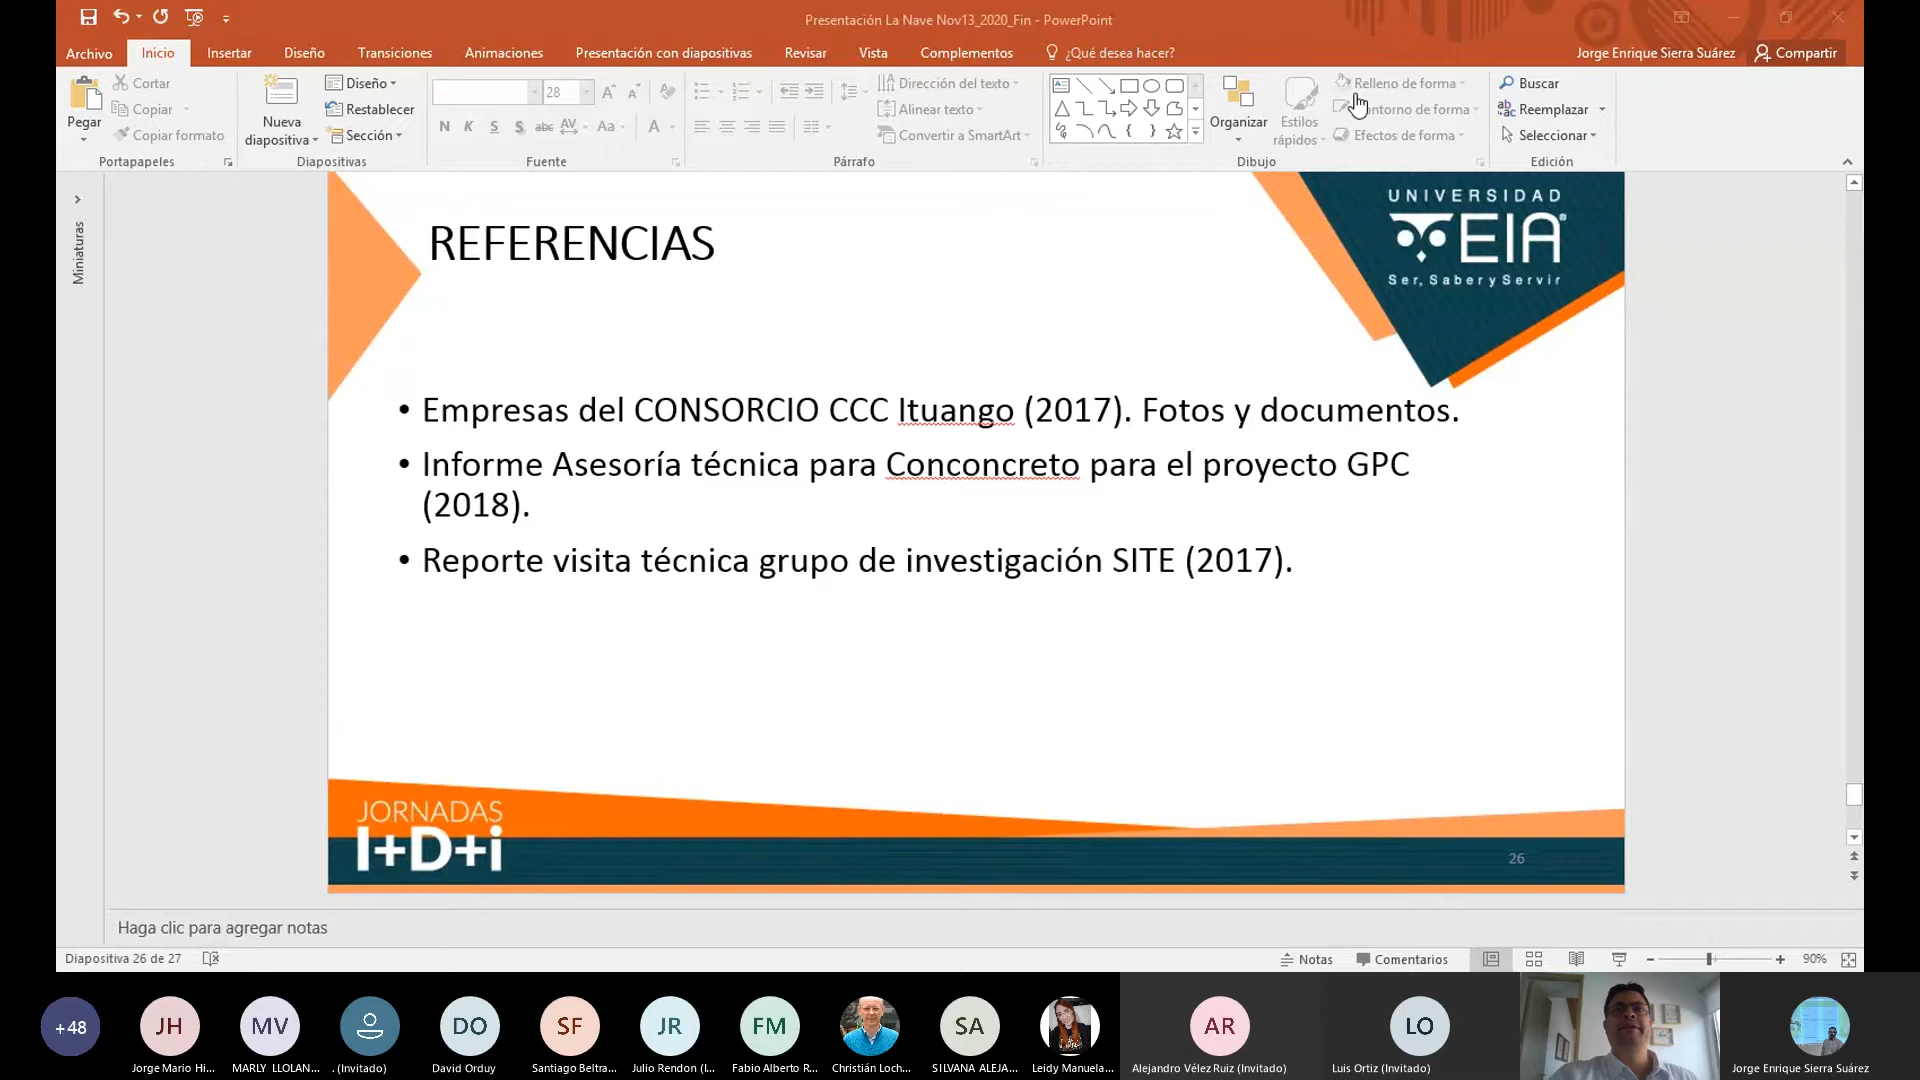 Presentación La Nave Nov13_2020_Fin - PowerPoint
Archivo Inicio Insertar Diseño Transiciones Animaciones Presentación con diapositivas Revisar Vista Complementos ¿Qué desea hacer? Jorge Enrique Sierra Suárez Compartir
Pegar
Cortar
Copiar
Copiar formato
Portapapeles
Nueva diapositiva
Diseño
Restablecer
Sección
Diapositivas
28
N K S S abc AV Aa A
Fuente
Dirección del texto
Alinear texto
Convertir a SmartArt
Párrafo
Organizar
Estilos rápidos
Relleno de forma
ontorno de forma
Efectos de forma
Dibujo
Buscar
Reemplazar
Seleccionar
Edición
Miniaturas
UNIVERSIDAD
EIA
Ser, Saber y Servir
REFERENCIAS
• Empresas del CONSORCIO CCC Ituango (2017). Fotos y documentos.
• Informe Asesoría técnica para Conconcreto para el proyecto GPC
(2018).
• Reporte visita técnica grupo de investigación SITE (2017).
JORNADAS
I+D+i
26
Haga clic para agregar notas
Diapositiva 26 de 27 Notas Comentarios 90%
+48 JH MV DO SF JR FM SA AR LO
Jorge Mario Hi... MARLY LLOLAN... . (Invitado) David Orduy Santiago Beltra... Julio Rendon (I... Fabio Alberto R... Christián Loch... SILVANA ALEJA... Leidy Manuela... Alejandro Vélez Ruiz (Invitado) Luis Ortiz (Invitado) Jorge Enrique Sierra Suárez